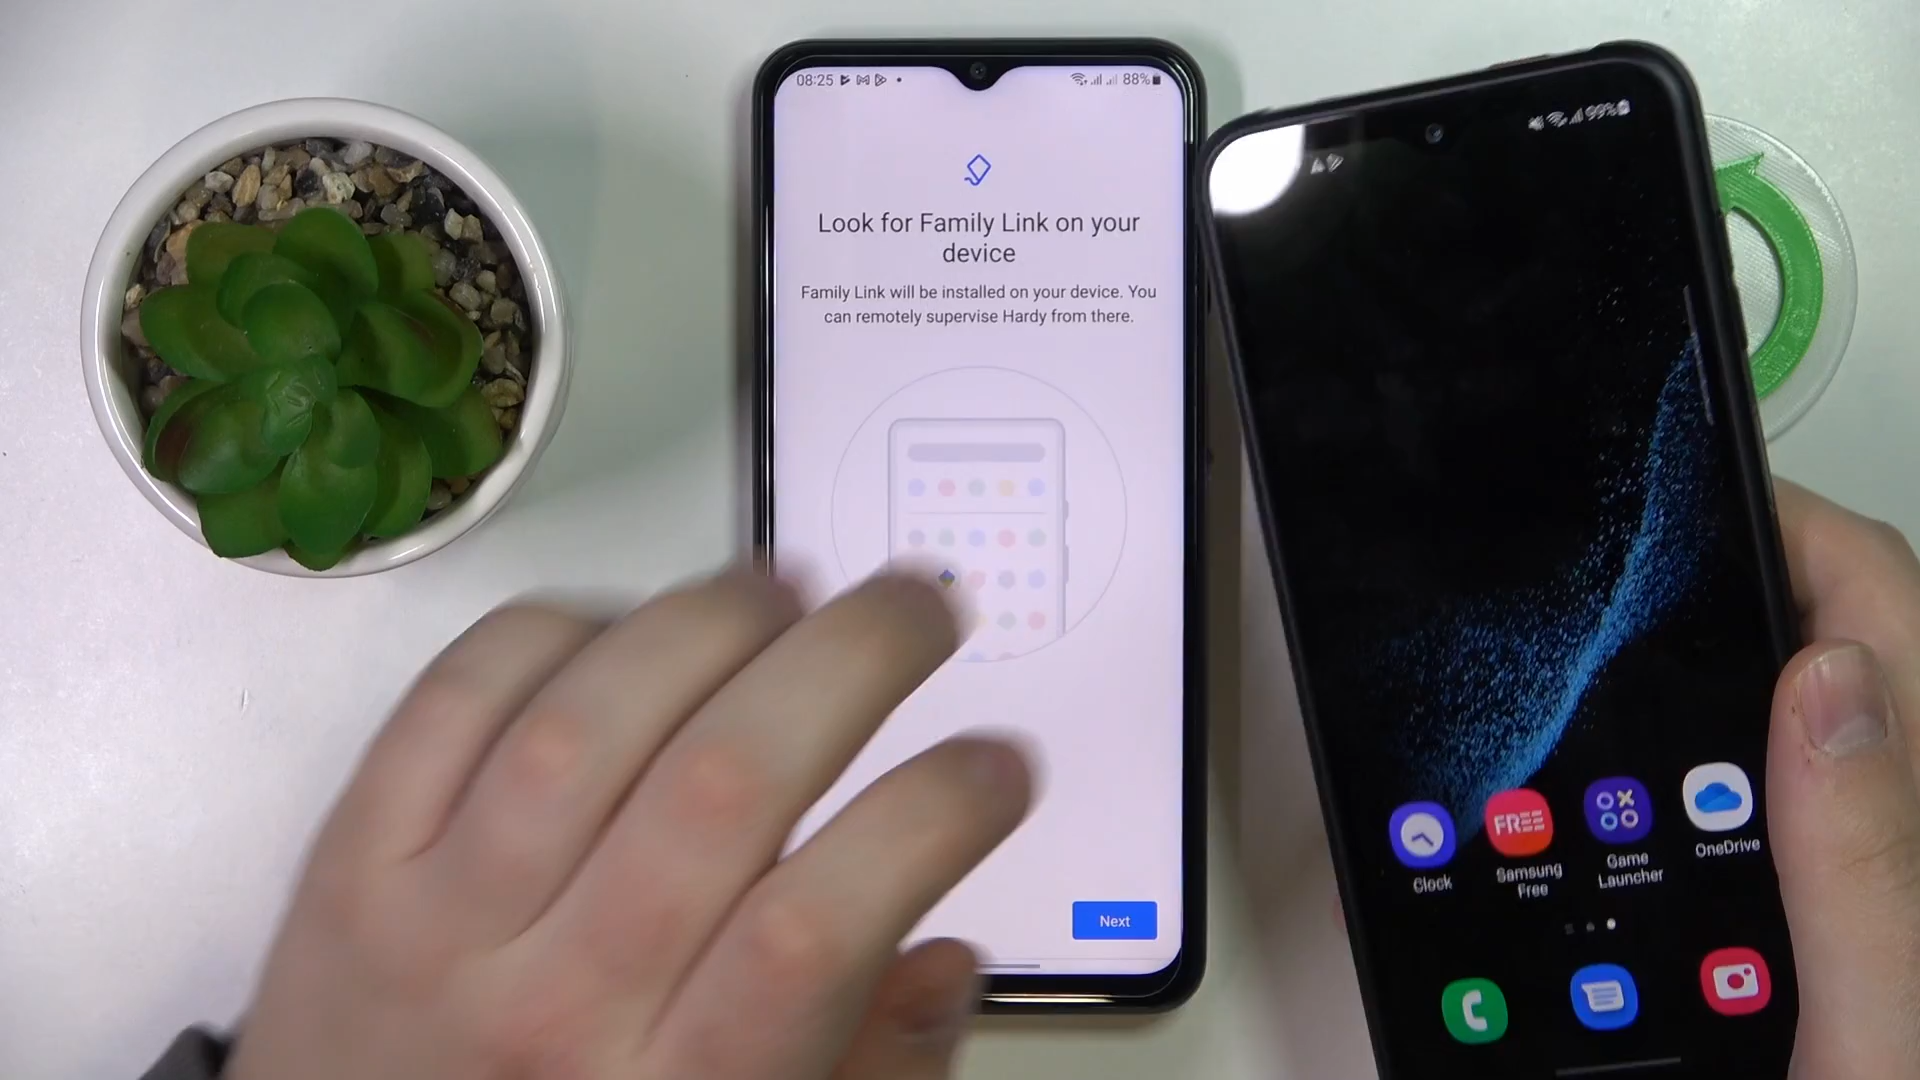 08:25
88%
Look for Family Link on your
device
Family Link will be installed on your device. You
can remotely supervise Hardy from there.
Next
99%
FREE
Clock
Samsung
Free
Game
Launcher
OneDrive